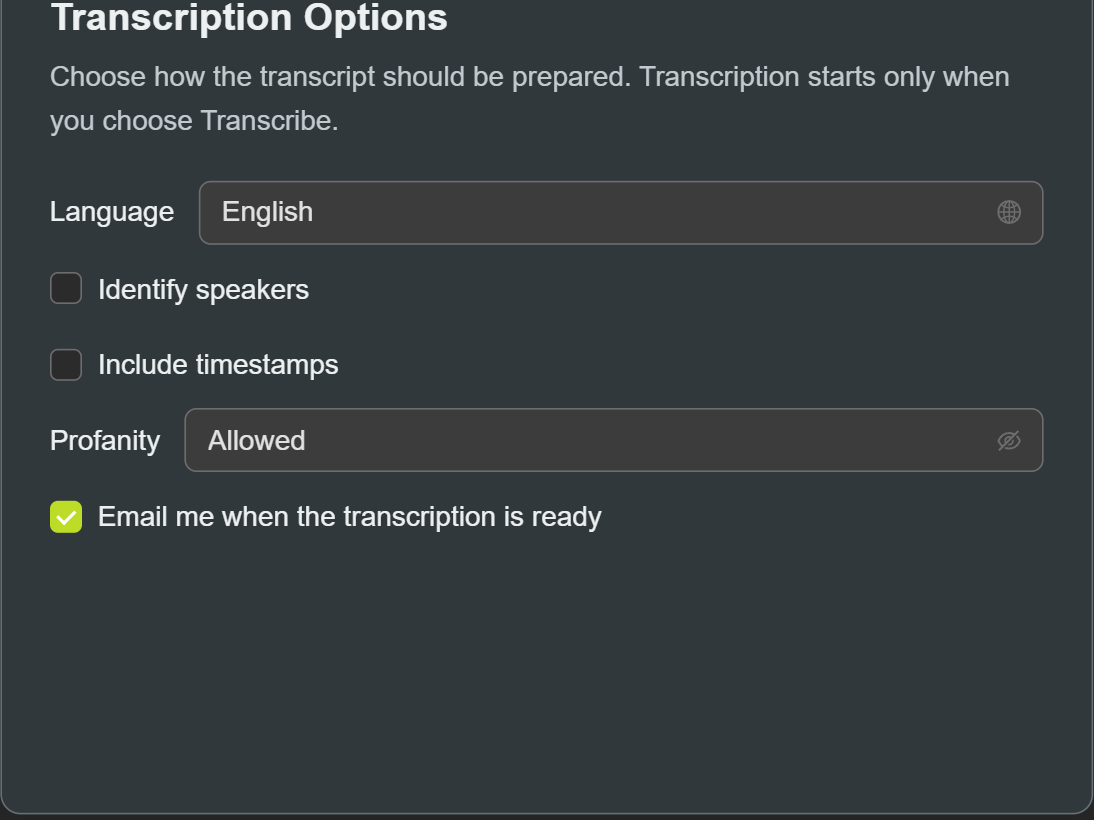 Transcription Options
Choose how the transcript should be prepared. Transcription starts only when
you choose Transcribe.
Language English
Identify speakers
Include timestamps
Profanity Allowed
Email me when the transcription is ready